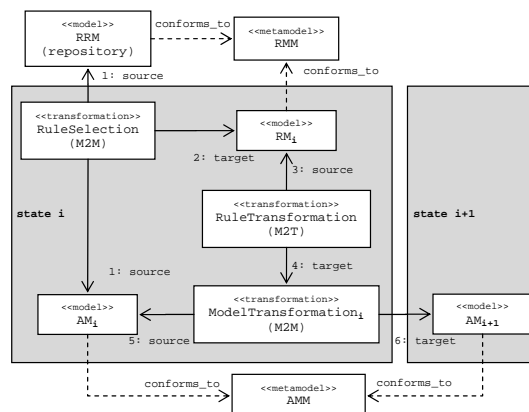 <<model>>
RRM
(repository)
conforms_to
<<metamodel>>
RMM
1: source
conforms_to
<<transformation>>
RuleSelection
(M2M)
<<model>>
RMi
2: target
3: source
<<transformation>>
RuleTransformation
(M2T)
state i
state i+1
1: source
4: target
<<model>>
AMi
<<transformation>>
ModelTransformationi
(M2M)
<<model>>
AMi+1
5: source
6: target
conforms_to
conforms_to
<<metamodel>>
AMM